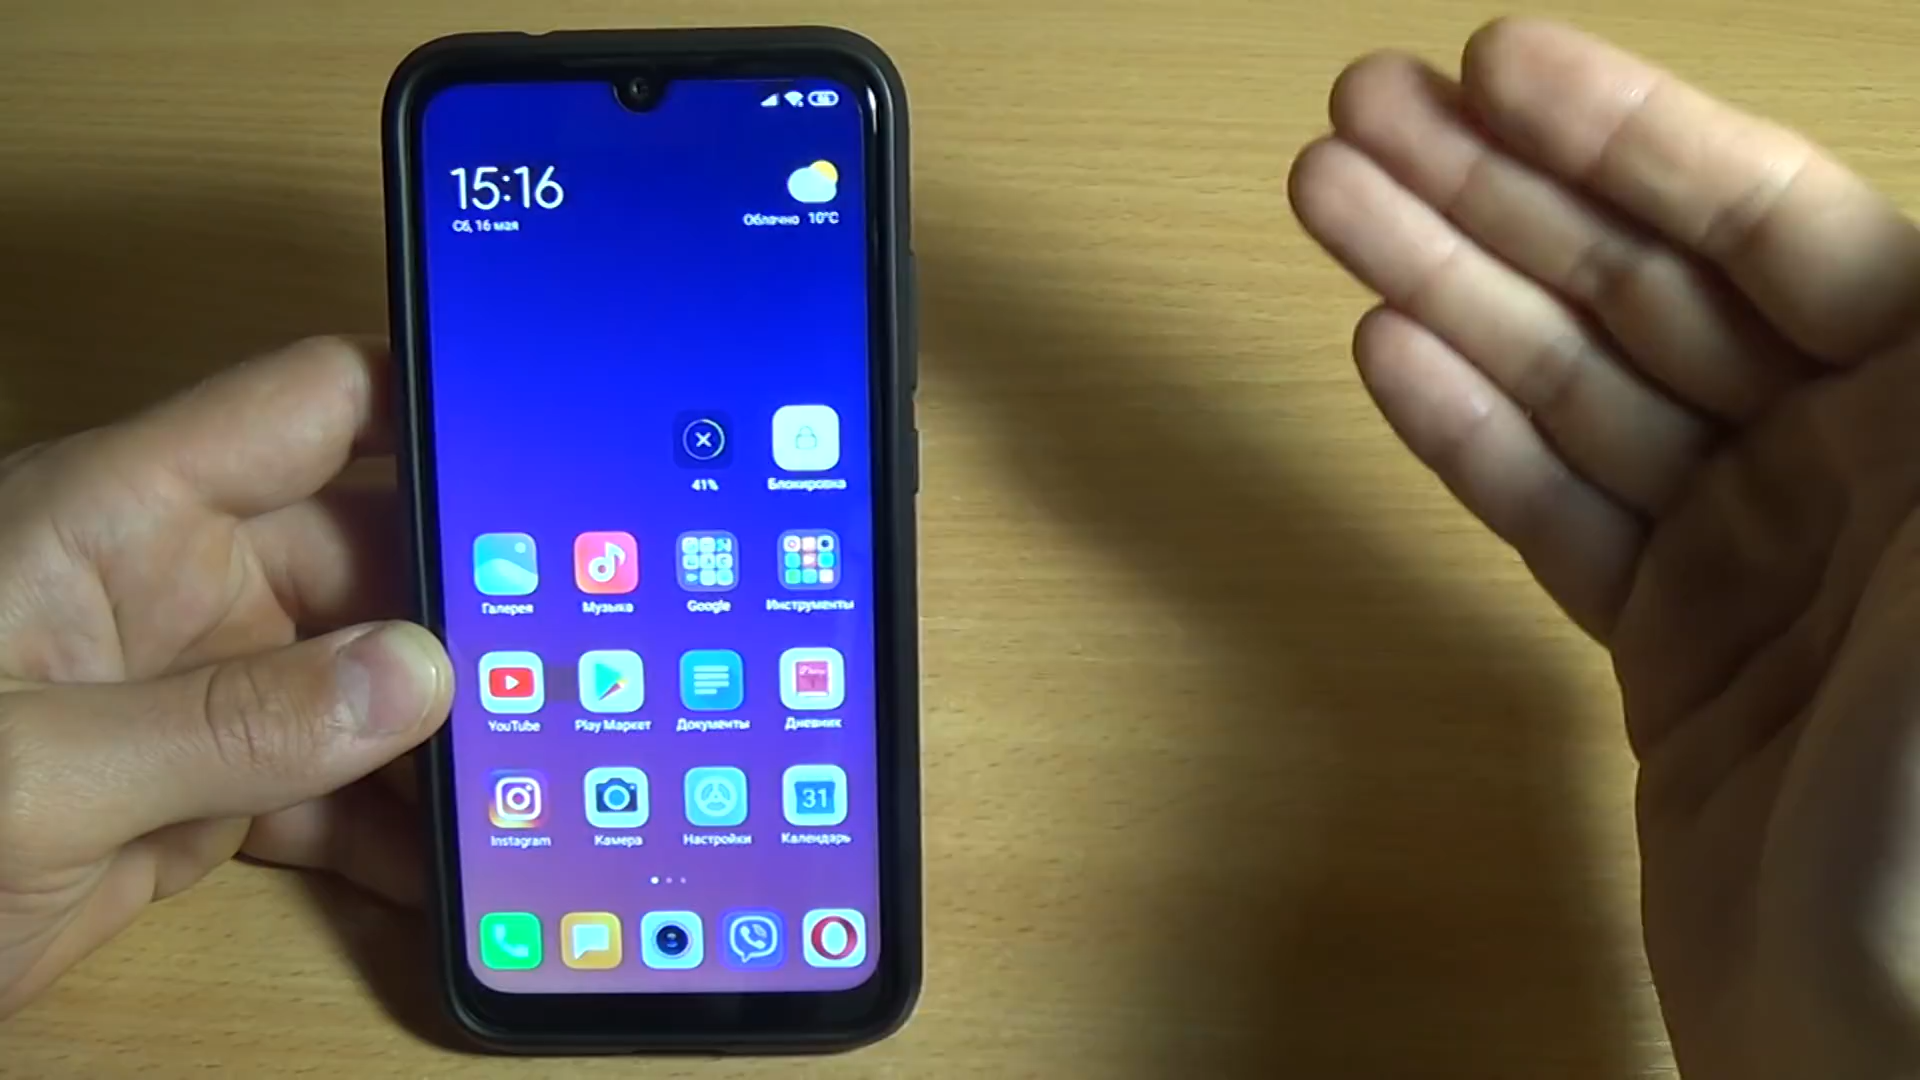 15:16
Сб, 16 мая
Облачно 10°C
41%
Блокировка
Галерея
Музыка
Google
Инструменты
YouTube
Play Маркет
Документы
Дневник
Instagram
Камера
Настройки
31
Календарь